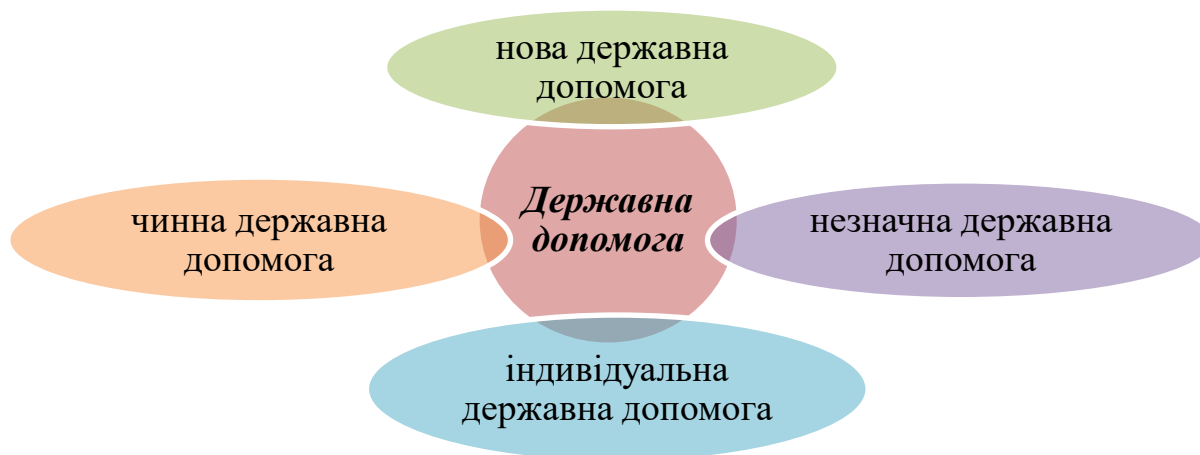 нова державна
допомога
чинна державна
допомога
Державна
допомога
незначна державна
допомога
індивідуальна
державна допомога